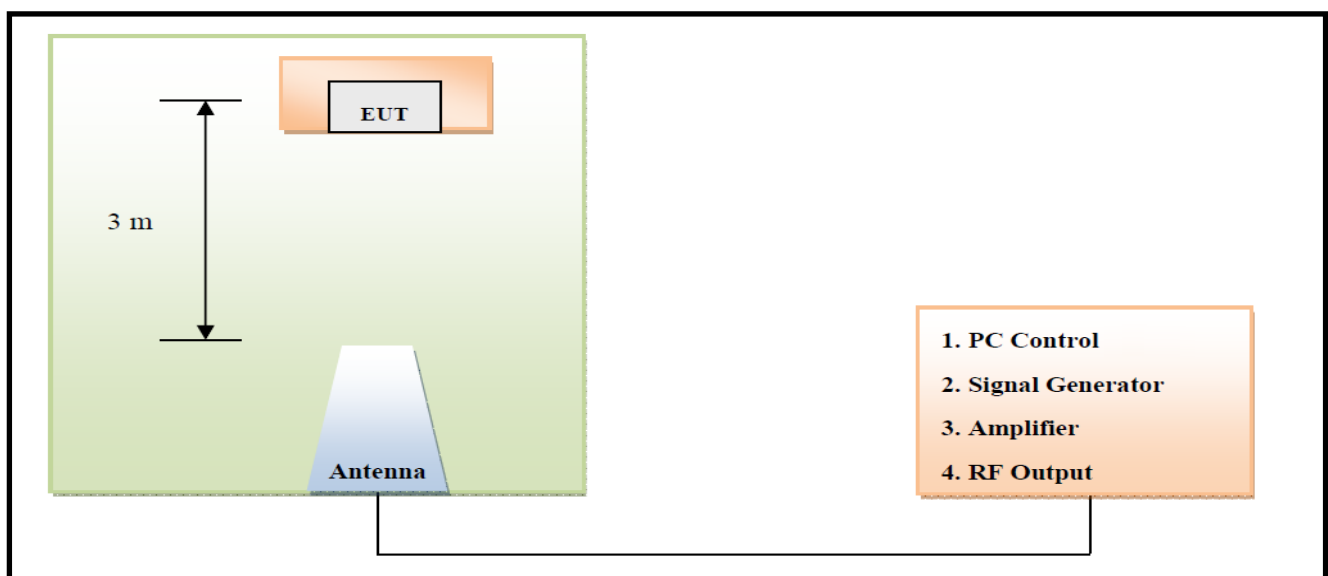 EUT
3 m
Antenna
1. PC Control
2. Signal Generator
3. Amplifier
4. RF Output